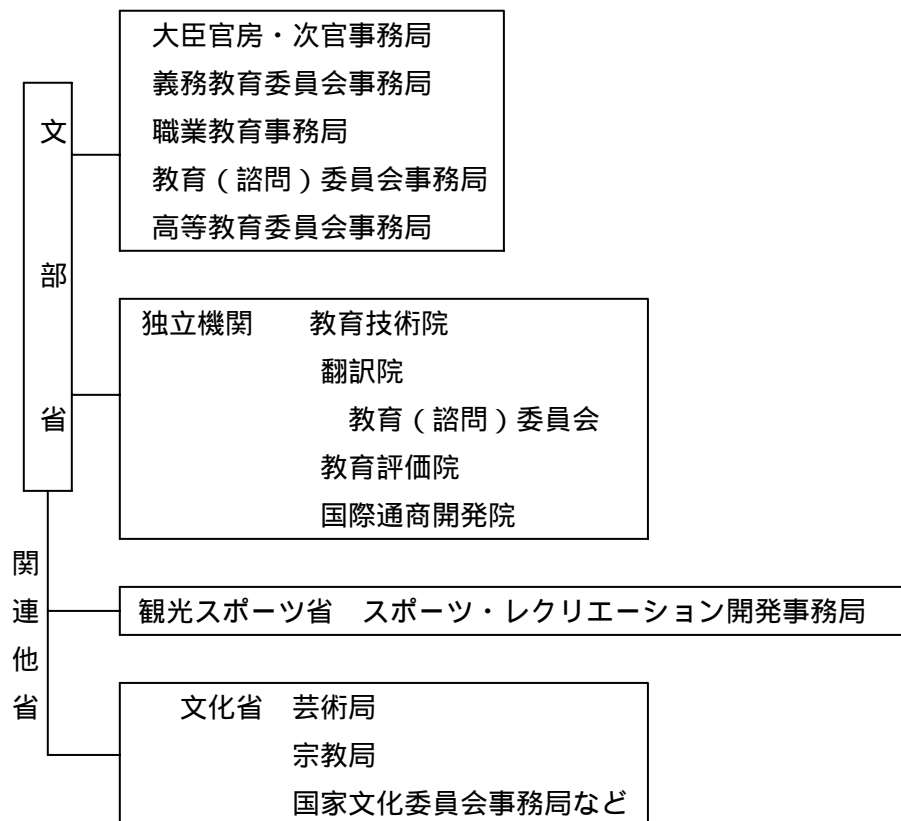 大臣官房・次官事務局
義務教育委員会事務局
職業教育事務局
教育(諮問)委員会事務局
高等教育委員会事務局
文部省
独立機関 教育技術院
翻訳院
教育(諮問)委員会
教育評価院
国際通商開発院
関連他省
観光スポーツ省 スポーツ・レクリエーション開発事務局
文化省 芸術局
宗教局
国家文化委員会事務局など